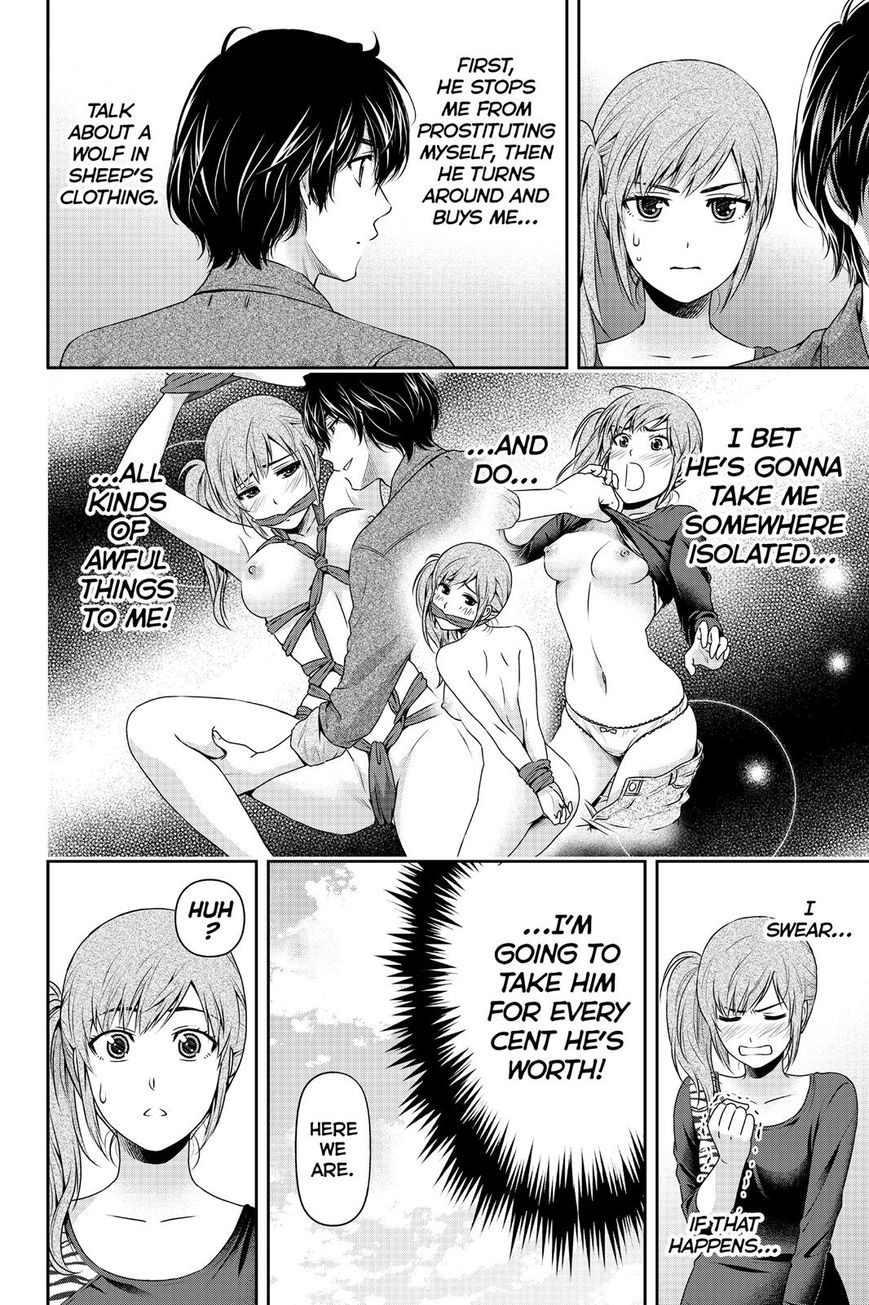 FIRST,
HE STOPS
ME FROM
PROSTITUTING
MYSELF, THEN
HE TURNS
AROUND AND
BUYS ME...
TALK
ABOUT A
WOLF IN
SHEEP'S
CLOTHING.
I BET
HE'S GONNA
TAKE ME
SOMEWHERE
ISOLATED...
...AND
DO...
...ALL
KINDS
OF
AWFUL
THINGS
TO ME!
I
SWEAR...
IF THAT
HAPPENS...
...I'M
GOING TO
TAKE HIM
FOR EVERY
CENT HE'S
WORTH!
HERE
WE
ARE.
HUH
?